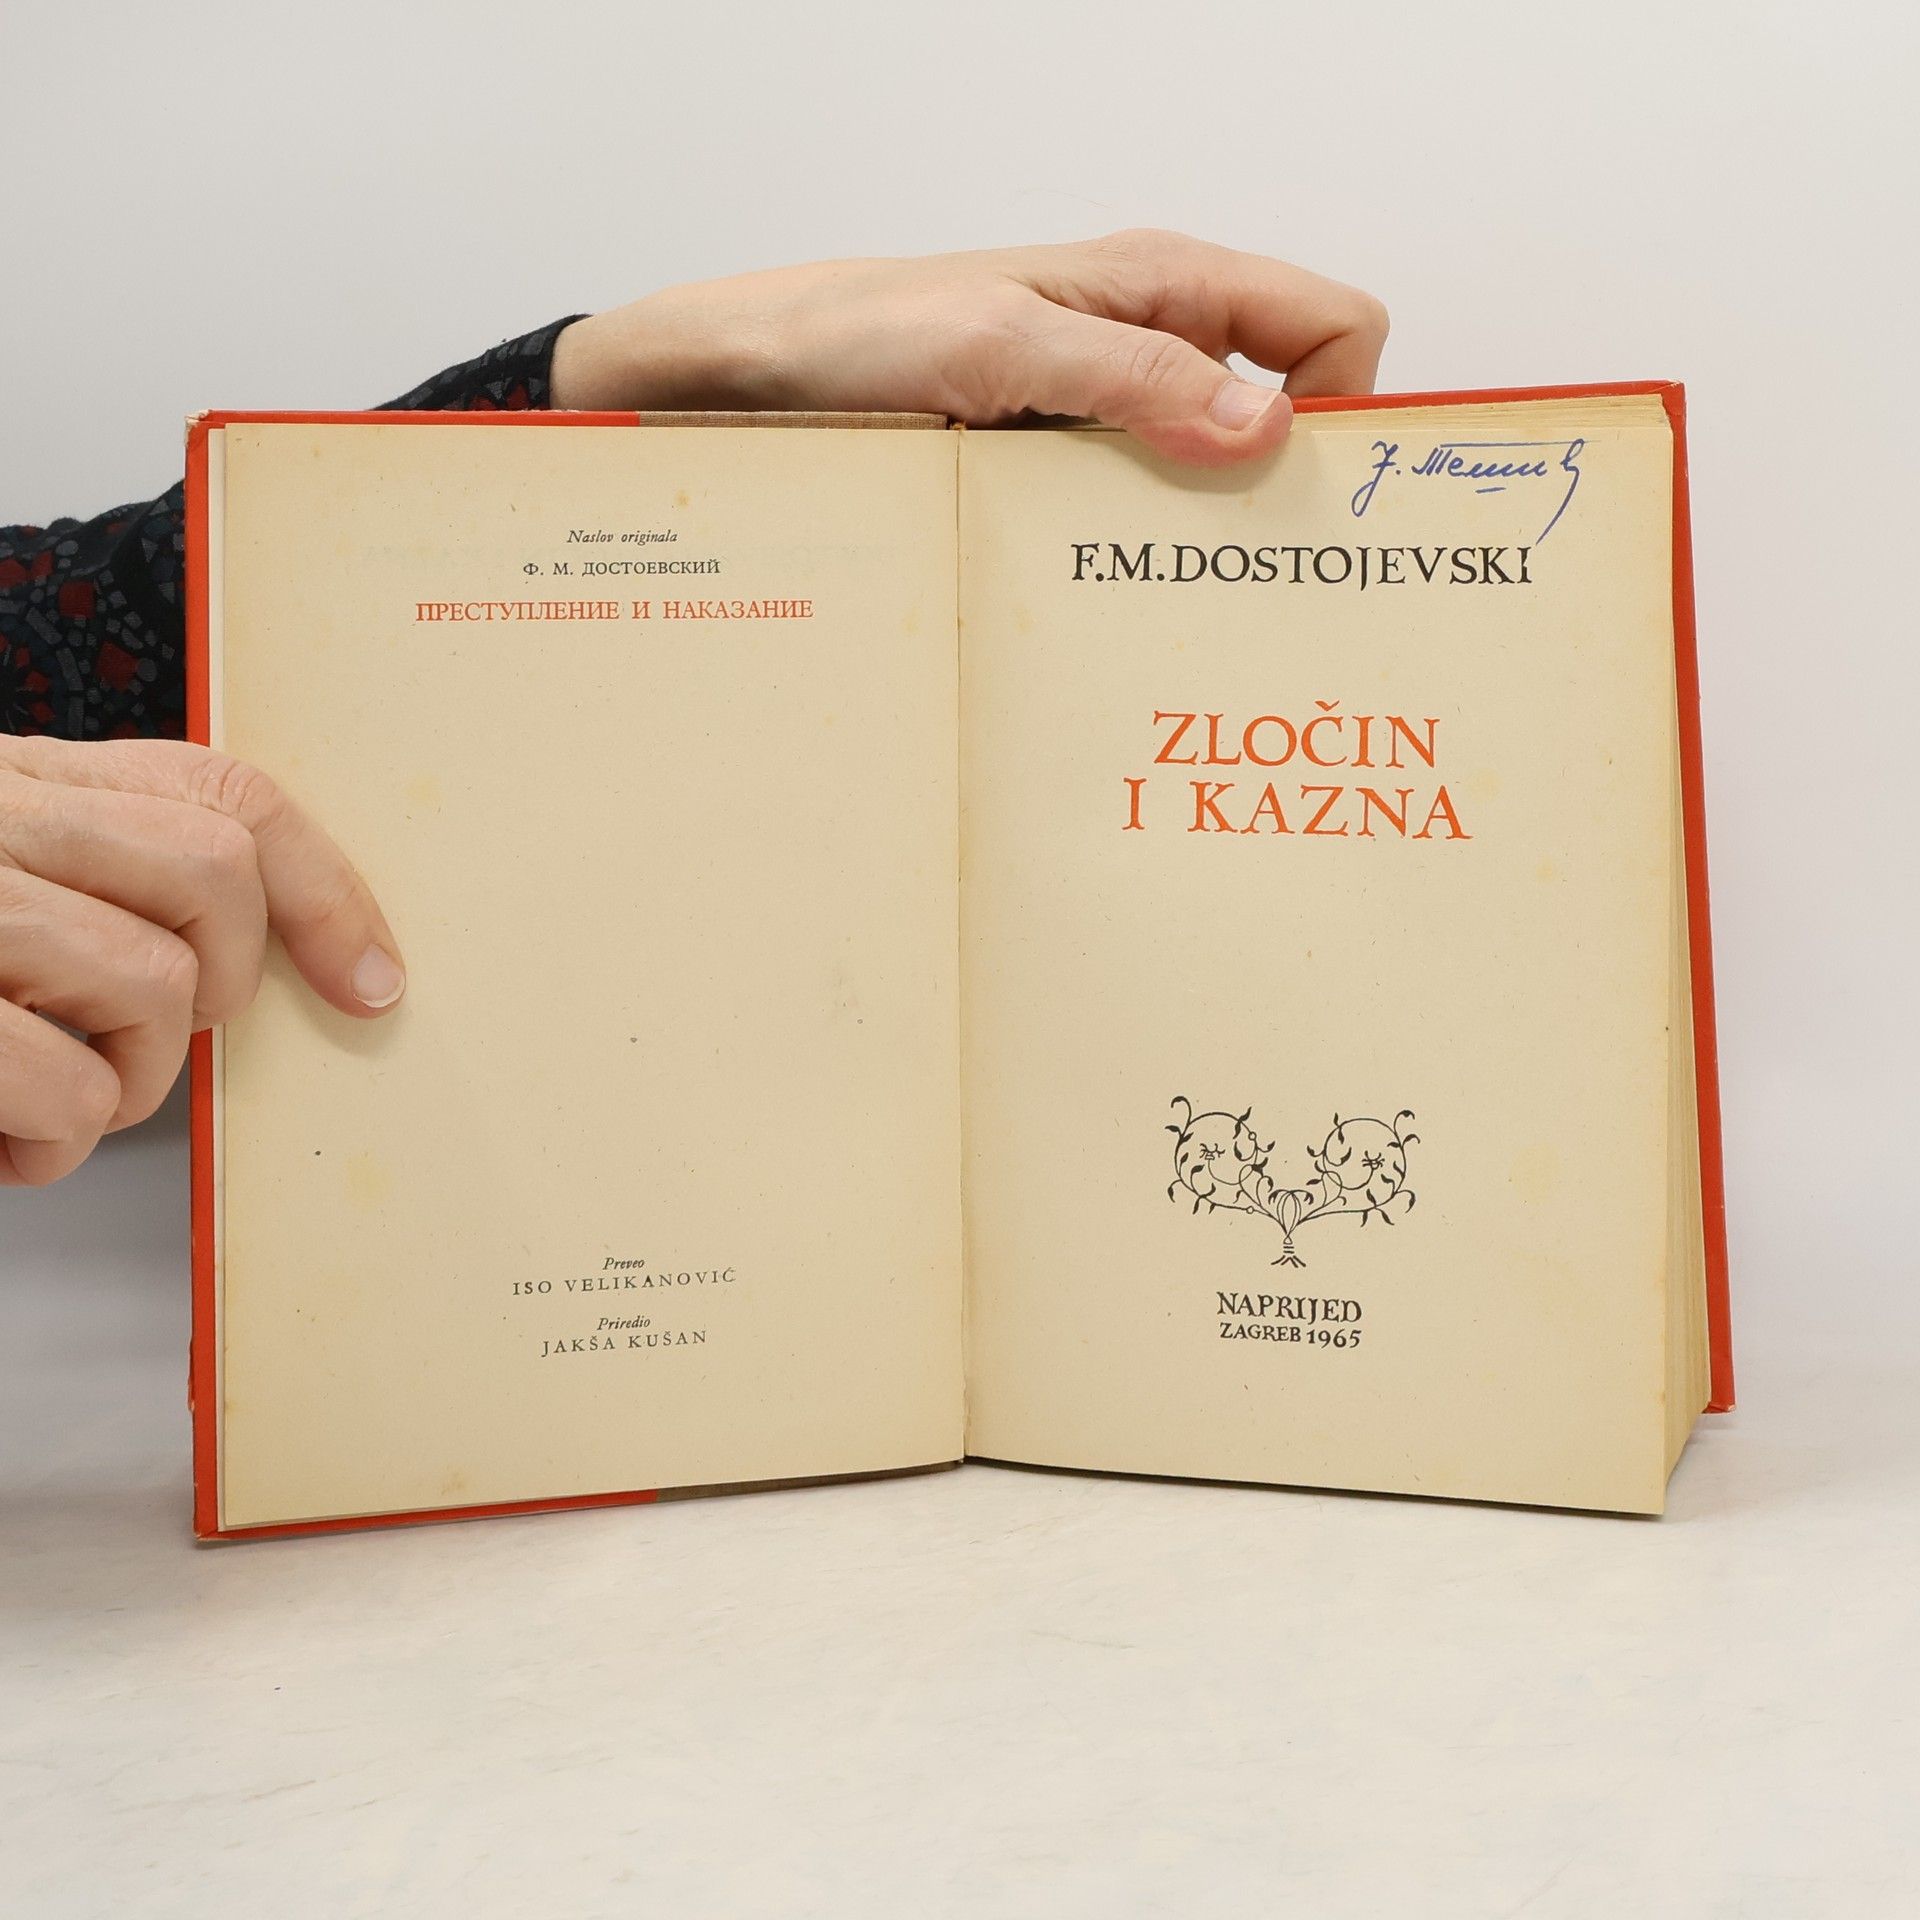 Naslov originala
Ф. М. ДОСТОЕВСКИЙ
ПРЕСТУПЛЕНИЕ И НАКАЗАНИЕ
Preveo
ISO VELIKANOVIĆ
Priredio
JAKŠA KUŠAN
F.M.DOSTOJEVSKI
ZLOČIN
I KAZNA
NAPRIJED
ZAGREB 1965